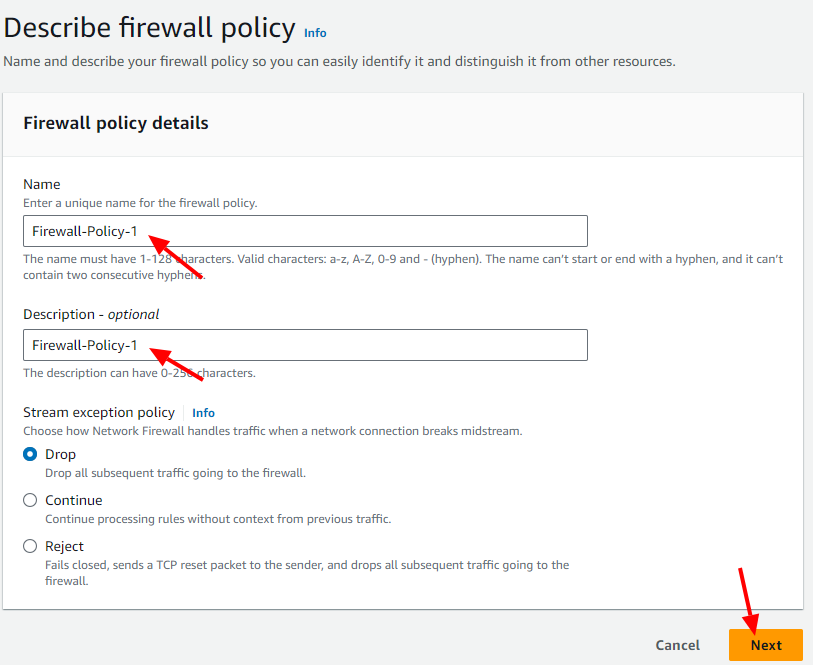 Describe firewall policy Info
Name and describe your firewall policy so you can easily identify it and distinguish it from other resources.
Firewall policy details
Name
Enter a unique name for the firewall policy.
Firewall-Policy-1
The name must have 1-128 characters. Valid characters: a-z, A-Z, 0-9 and - (hyphen). The name can't start or end with a hyphen, and it can't
contain two consecutive hyphens.
Description - optional
Firewall-Policy-1
The description can have 0-256 characters.
Stream exception policy Info
Choose how Network Firewall handles traffic when a network connection breaks midstream.
Drop
Drop all subsequent traffic going to the firewall.
Continue
Continue processing rules without context from previous traffic.
Reject
Fails closed, sends a TCP reset packet to the sender, and drops all subsequent traffic going to the
firewall.
Cancel Next